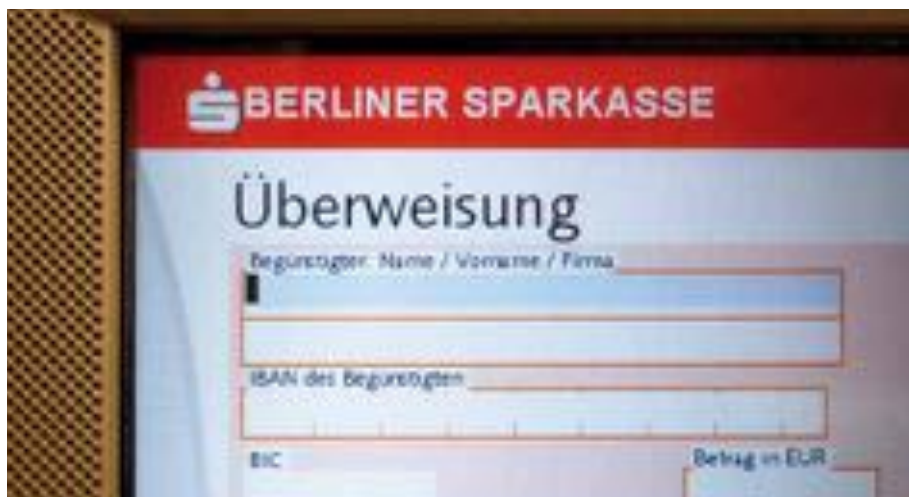 BERLINER SPARKASSE
Überweisung
Begünstigter: Name / Vorname / Firma
IBAN des Begünstigten
BIC
Betrag in EUR